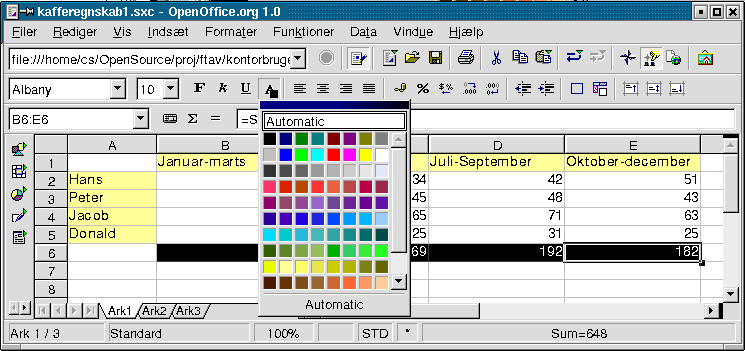 kafferegnskab1.sxc - OpenOffice.org 1.0
Filer Rediger Vis Indsæt Formater Funktioner Data Vindue Hjælp
file:///home/cs/OpenSource/proj/ftav/kontorbruge
Albany 10 F k U A
B6:E6 Σ = =S
Automatic
A B D E
1 Januar-marts Juli-September Oktober-december
2 Hans 34 42 51
3 Peter 45 46 43
4 Jacob 65 71 63
5 Donald 25 31 25
6 69 192 182
7
8
Automatic
Ark1 Ark2 Ark3
Ark 1 / 3 Standard 100% STD * Sum=648